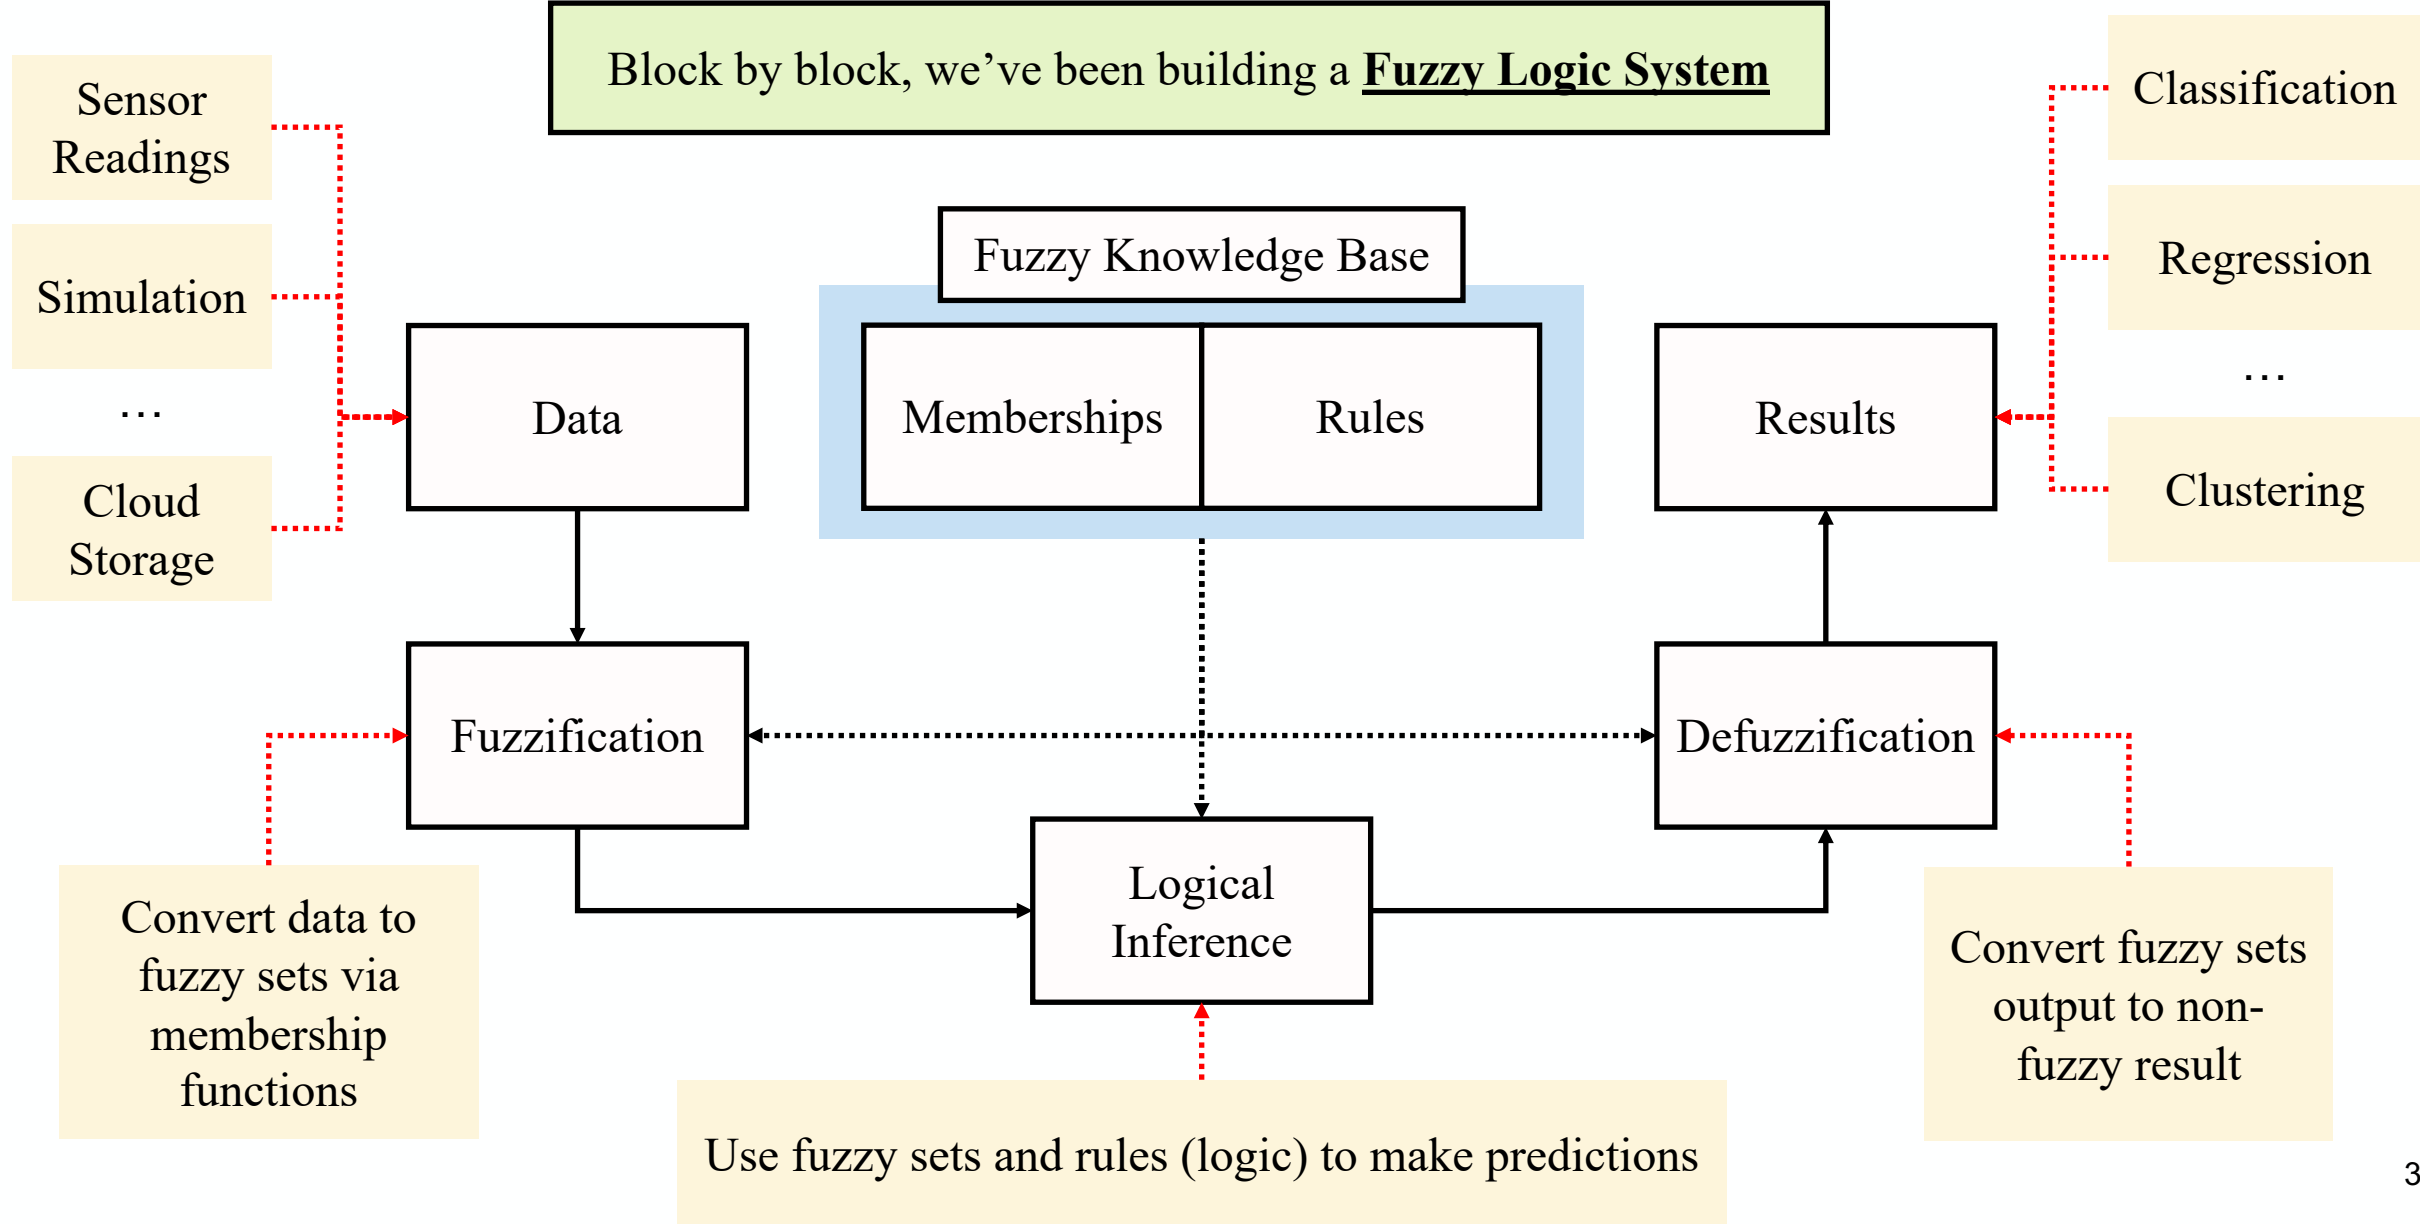 Block by block, we’ve been building a Fuzzy Logic System
Sensor
Readings
Simulation
…
Cloud
Storage
Data
Fuzzy Knowledge Base
Memberships
Rules
Results
Classification
Regression
…
Clustering
Fuzzification
Defuzzification
Logical
Inference
Convert data to
fuzzy sets via
membership
functions
Use fuzzy sets and rules (logic) to make predictions
Convert fuzzy sets
output to non-
fuzzy result
3